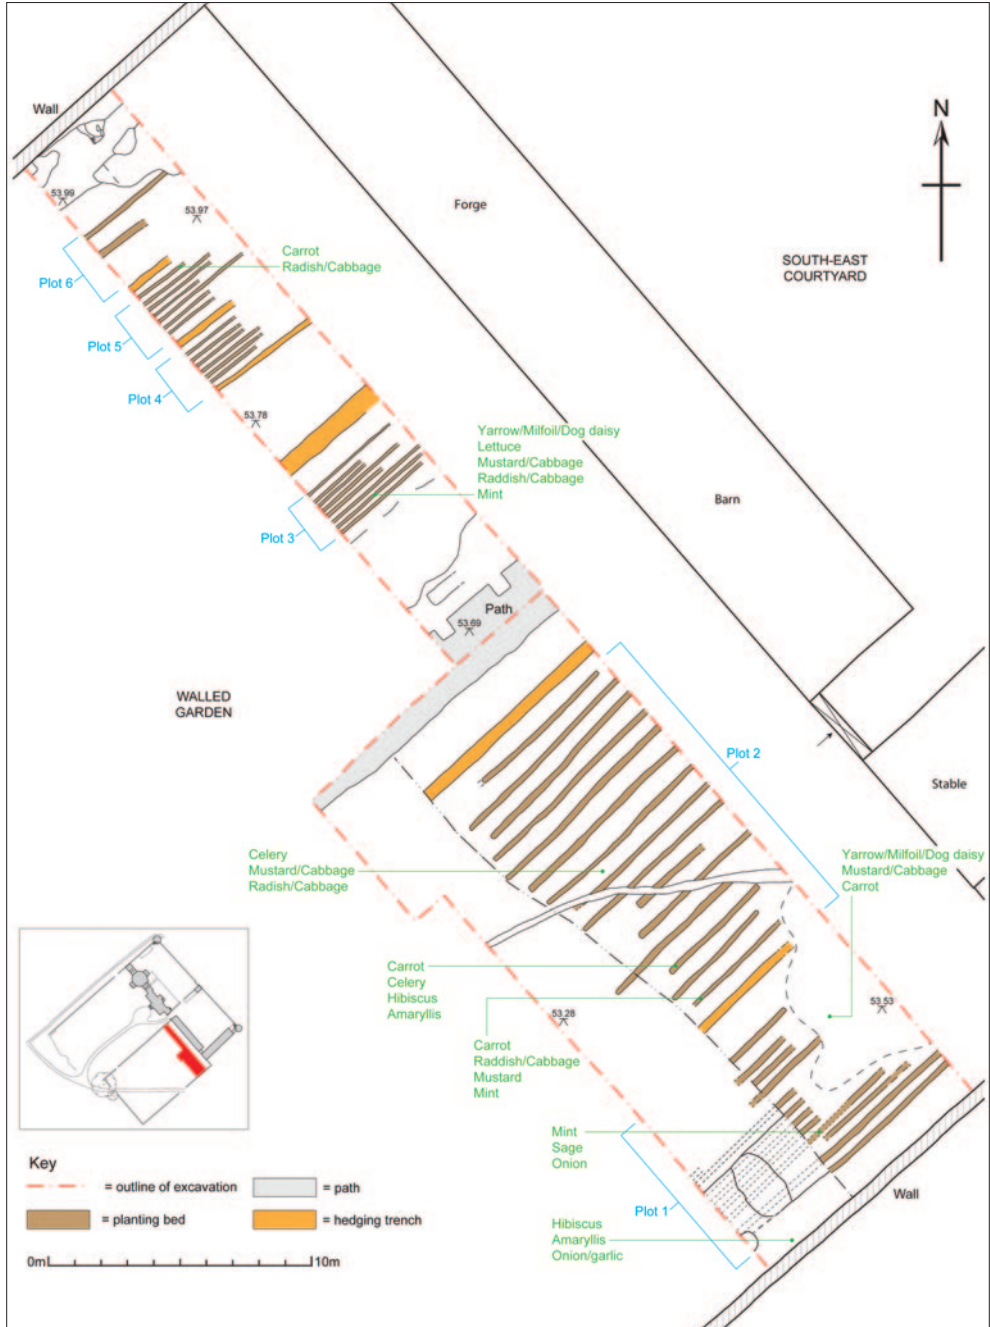 Wall
N
53.99
53.97
Forge
SOUTH-EAST
COURTYARD
Carrot
Radish/Cabbage
Plot 6
Plot 5
Plot 4
53.78
Yarrow/Milfoil/Dog daisy
Lettuce
Mustard/Cabbage
Raddish/Cabbage
Mint
Barn
Plot 3
Path
53.69
WALLED
GARDEN
Plot 2
Stable
Celery
Mustard/Cabbage
Radish/Cabbage
Yarrow/Milfoil/Dog daisy
Mustard/Cabbage
Carrot
Carrot
Celery
Hibiscus
Amaryllis
53.28
53.53
Carrot
Raddish/Cabbage
Mustard
Mint
Mint
Sage
Onion
Wall
Plot 1
Hibiscus
Amaryllis
Onion/garlic
Key
= outline of excavation
= path
= planting bed
= hedging trench
0m
10m